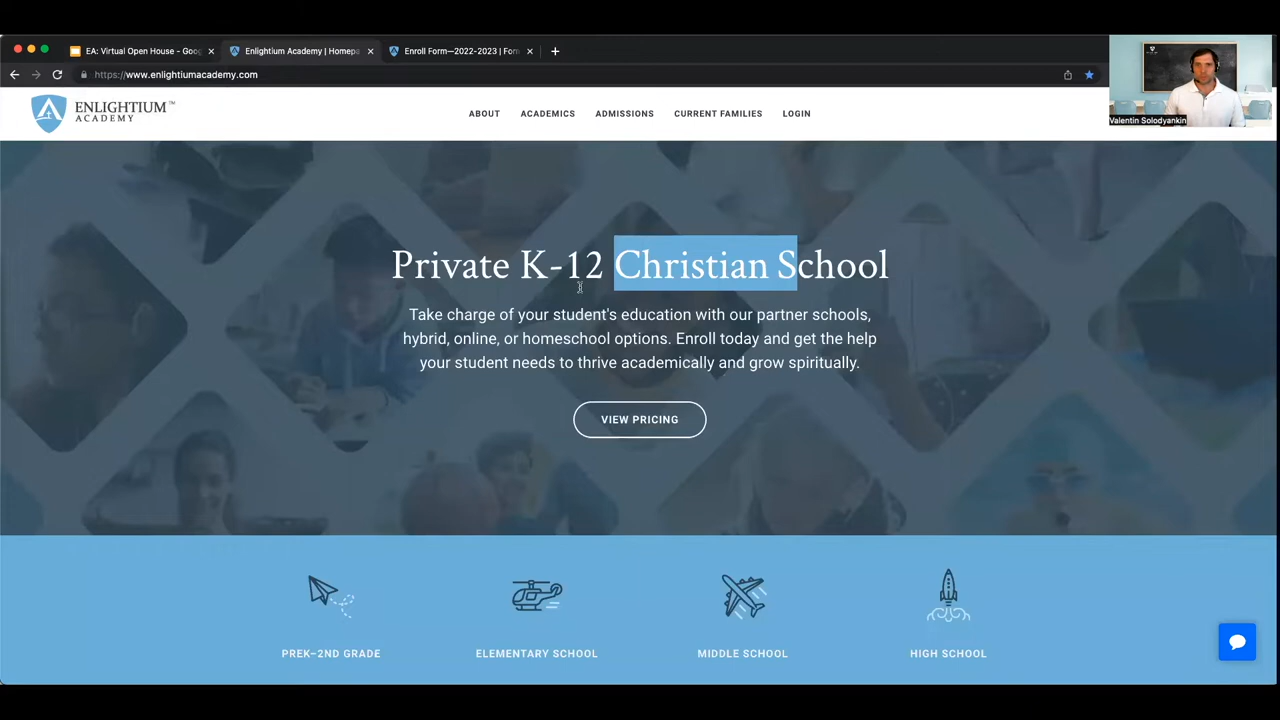 EA: Virtual Open House - Goo
Enlightium Academy | Homepa
Enroll Form—2022-2023 | Fom
https://www.enlightiumacademy.com
ENLIGHTIUM™
ACADEMY
ABOUT ACADEMICS ADMISSIONS CURRENT FAMILIES LOGIN
Valentin Solodyankin
Private K-12 Christian School
Take charge of your student's education with our partner schools,
hybrid, online, or homeschool options. Enroll today and get the help
your student needs to thrive academically and grow spiritually.
VIEW PRICING
PREK–2ND GRADE ELEMENTARY SCHOOL MIDDLE SCHOOL HIGH SCHOOL